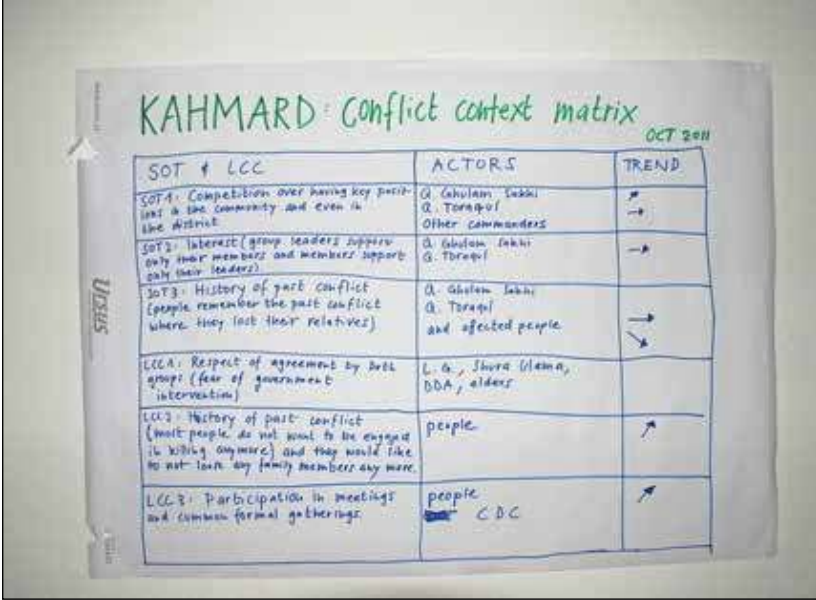 KAHMARD: Conflict context matrix
OCT 2011
SOT & LCC
ACTORS
TREND
SOT1: Competition over having key posit-
ions in the community and even in
the district
Q Ghulam Sakhi
Q. Toraqul
Other commanders
SOT2: Interest (group leaders support
only their members and members support
only their leaders)
Q. Ghulam Sakhi
Q. Toraqul
SOT3: History of past conflict
(people remember the past conflict
where they lost their relatives)
Q. Ghulam Sakhi
Q. Toraqul
and afected people
LCC1: Respect of agreement by both
groups (fear of government
intervention)
L.G., Shura Ulema,
DDA, elders
LCC2: History of past conflict
(most people do not want to be engaged
in killing anymore) and they would like
to not loose any family members any more.
people
LCC3: Participation in meetings
and common formal gatherings
people
CDC
URSUS